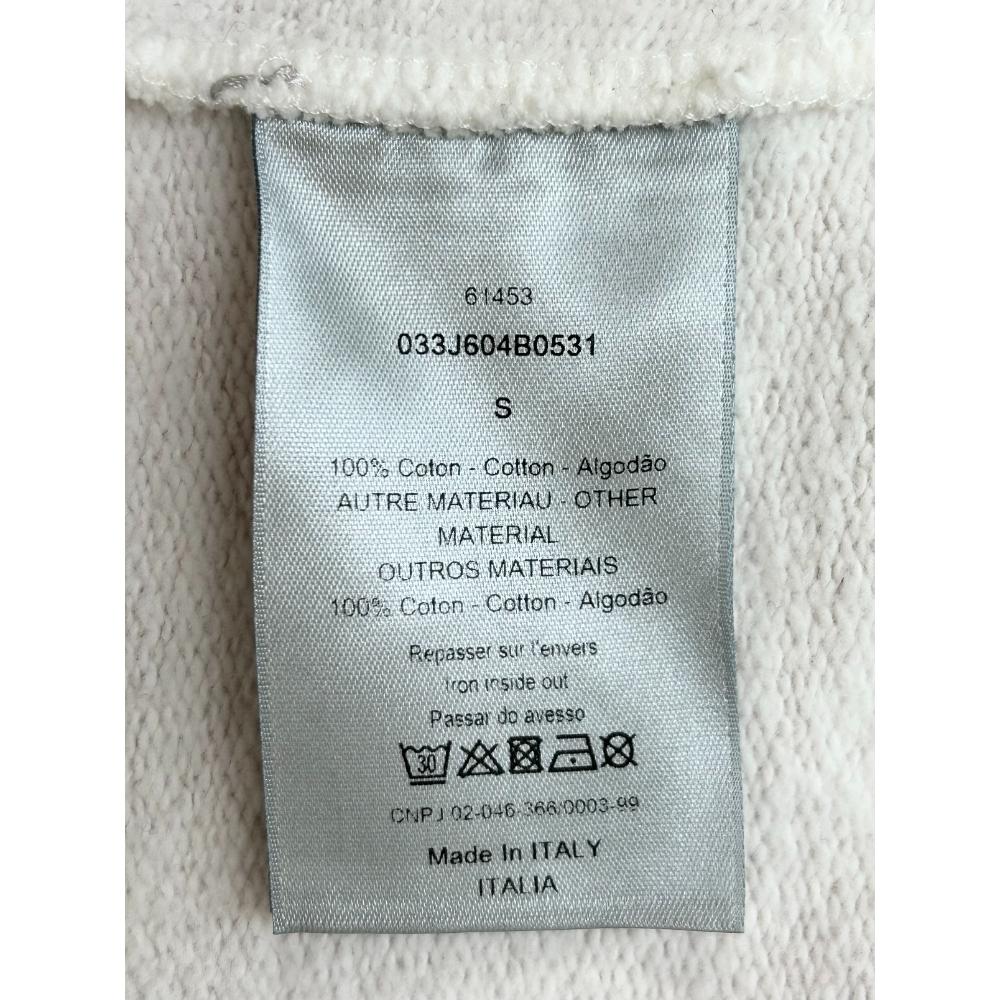 61453
033J604B0531
S
100% Coton - Cotton - Algodão
AUTRE MATERIAU - OTHER
MATERIAL
OUTROS MATERIAIS
100% Coton - Cotton - Algodão
Repasser sur l'envers
Iron inside out
Passar do avesso
30
CNPJ 02-046-366/0003-99
Made In ITALY
ITALIA